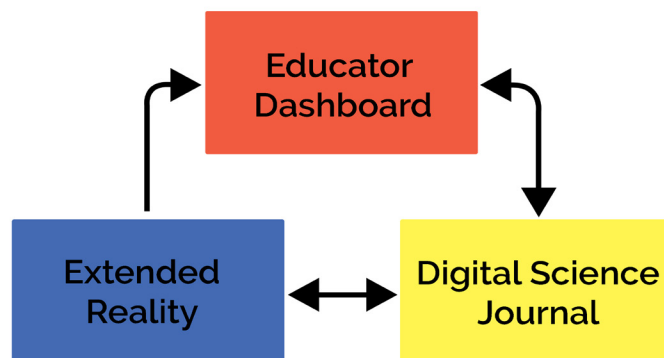 Educator
Dashboard
Extended
Reality
Digital Science
Journal